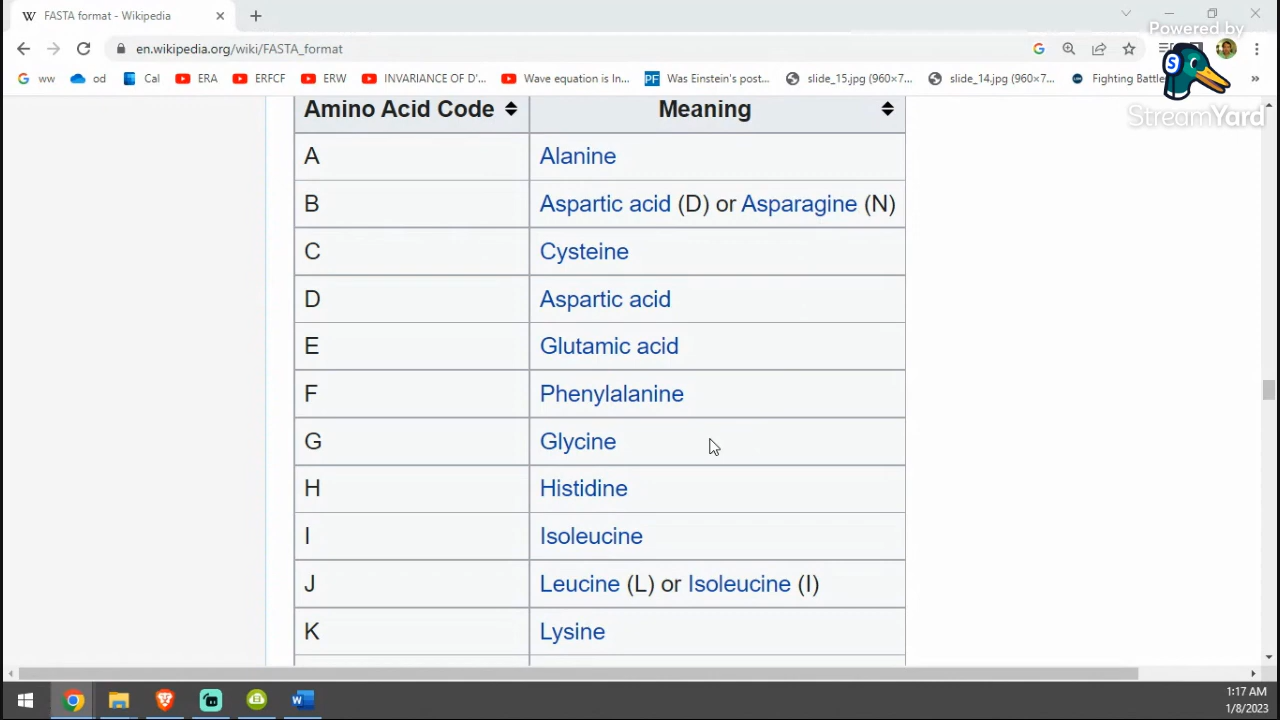 FASTA format - Wikipedia
Powered by
en.wikipedia.org/wiki/FASTA_format
ww od Cal ERA ERFCF ERW INVARIANCE OF D'... Wave equation is In... PF Was Einstein's post... slide_15.jpg (960×7... slide_14.jpg (960×7... Fighting Battle
StreamYard
Amino Acid Code Meaning
A Alanine
B Aspartic acid (D) or Asparagine (N)
C Cysteine
D Aspartic acid
E Glutamic acid
F Phenylalanine
G Glycine
H Histidine
I Isoleucine
J Leucine (L) or Isoleucine (I)
K Lysine
1:17 AM
1/8/2023